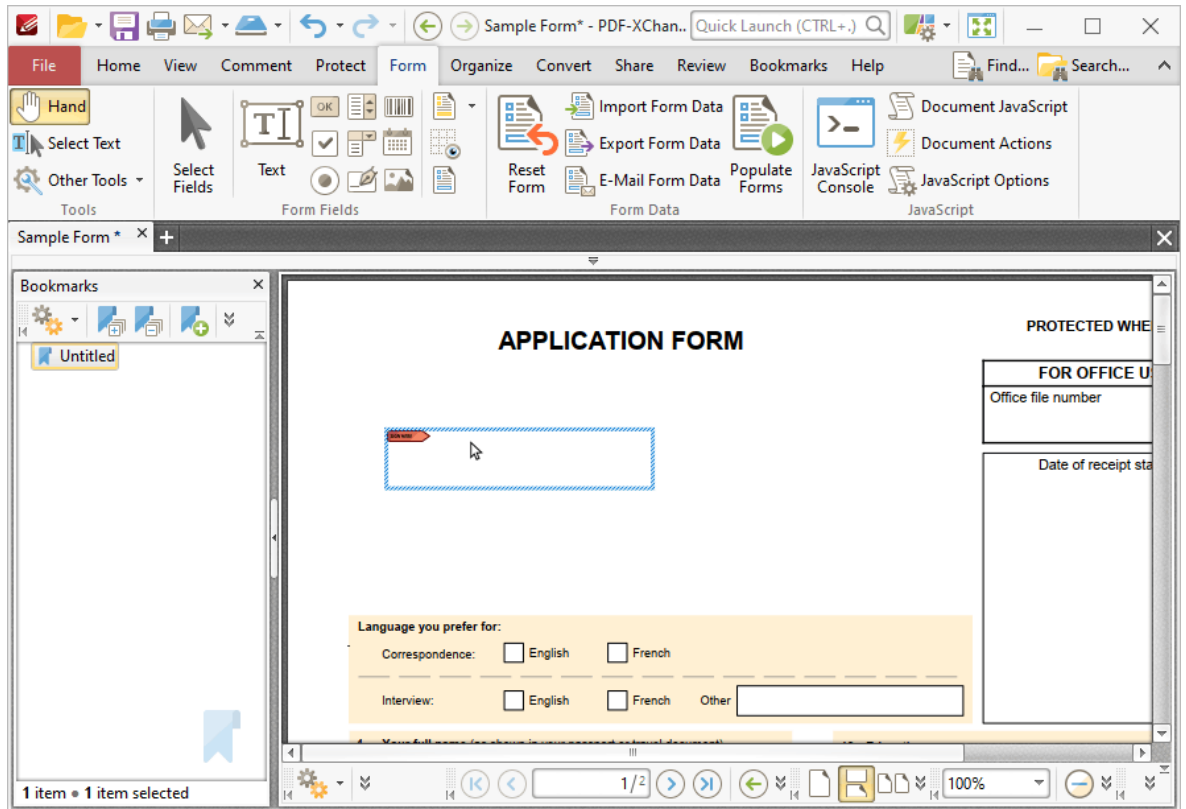 Sample Form* - PDF-XChan..
Quick Launch (CTRL+.)
File Home View Comment Protect Form Organize Convert Share Review Bookmarks Help Find... Search...
Hand
Select Text
Other Tools
Tools
Select Fields
Text
OK
Form Fields
Reset Form
Import Form Data
Export Form Data
E-Mail Form Data
Populate Forms
Form Data
JavaScript Console
Document JavaScript
Document Actions
JavaScript Options
JavaScript
Sample Form *
Bookmarks
Untitled
1 item • 1 item selected
APPLICATION FORM
PROTECTED WHE
FOR OFFICE U
Office file number
Date of receipt sta
SIGN HERE
Language you prefer for:
Correspondence: English French
Interview: English French Other
1/2
100%